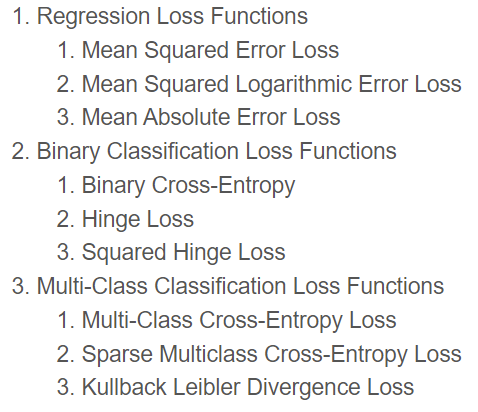 1. Regression Loss Functions
1. Mean Squared Error Loss
2. Mean Squared Logarithmic Error Loss
3. Mean Absolute Error Loss
2. Binary Classification Loss Functions
1. Binary Cross-Entropy
2. Hinge Loss
3. Squared Hinge Loss
3. Multi-Class Classification Loss Functions
1. Multi-Class Cross-Entropy Loss
2. Sparse Multiclass Cross-Entropy Loss
3. Kullback Leibler Divergence Loss